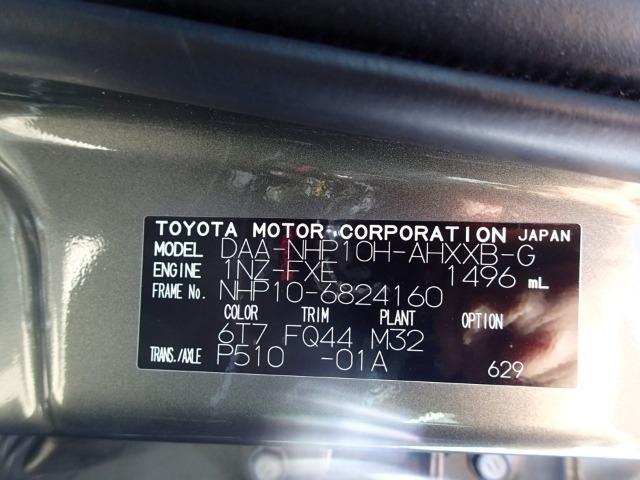 TOYOTA MOTOR CORPORATION JAPAN
MODEL DAA-NHP10H-AHXXB-G
ENGINE 1NZ-FXE 1496 mL
FRAME No. NHP10-6824160
COLOR TRIM PLANT OPTION
6T7 FQ44 M32
TRANS./AXLE P510 -01A 629